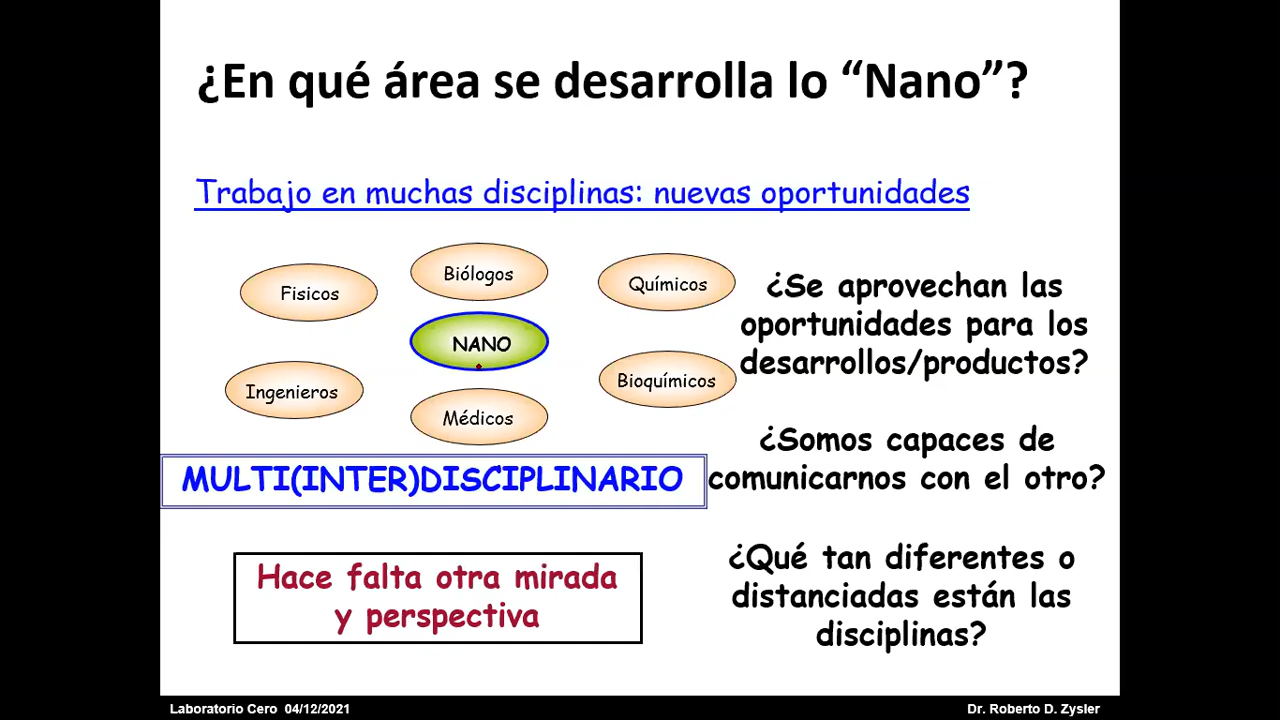 ¿En qué área se desarrolla lo “Nano”?
Trabajo en muchas disciplinas: nuevas oportunidades
Fisicos
Biólogos
Químicos
NANO
Ingenieros
Médicos
Bioquímicos
MULTI(INTER)DISCIPLINARIO
Hace falta otra mirada
y perspectiva
¿Se aprovechan las
oportunidades para los
desarrollos/productos?
¿Somos capaces de
comunicarnos con el otro?
¿Qué tan diferentes o
distanciadas están las
disciplinas?
Laboratorio Cero 04/12/2021
Dr. Roberto D. Zysler